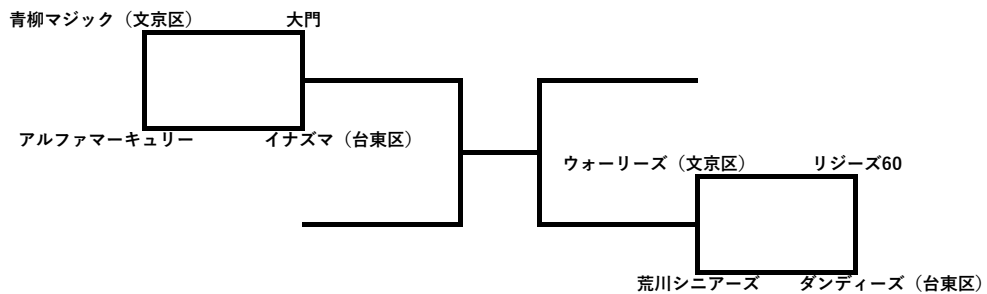 青柳マジック（文京区）
大門
アルファマーキュリー
イナズマ（台東区）
ウォーリーズ（文京区）
リジーズ60
荒川シニアーズ
ダンディーズ（台東区）